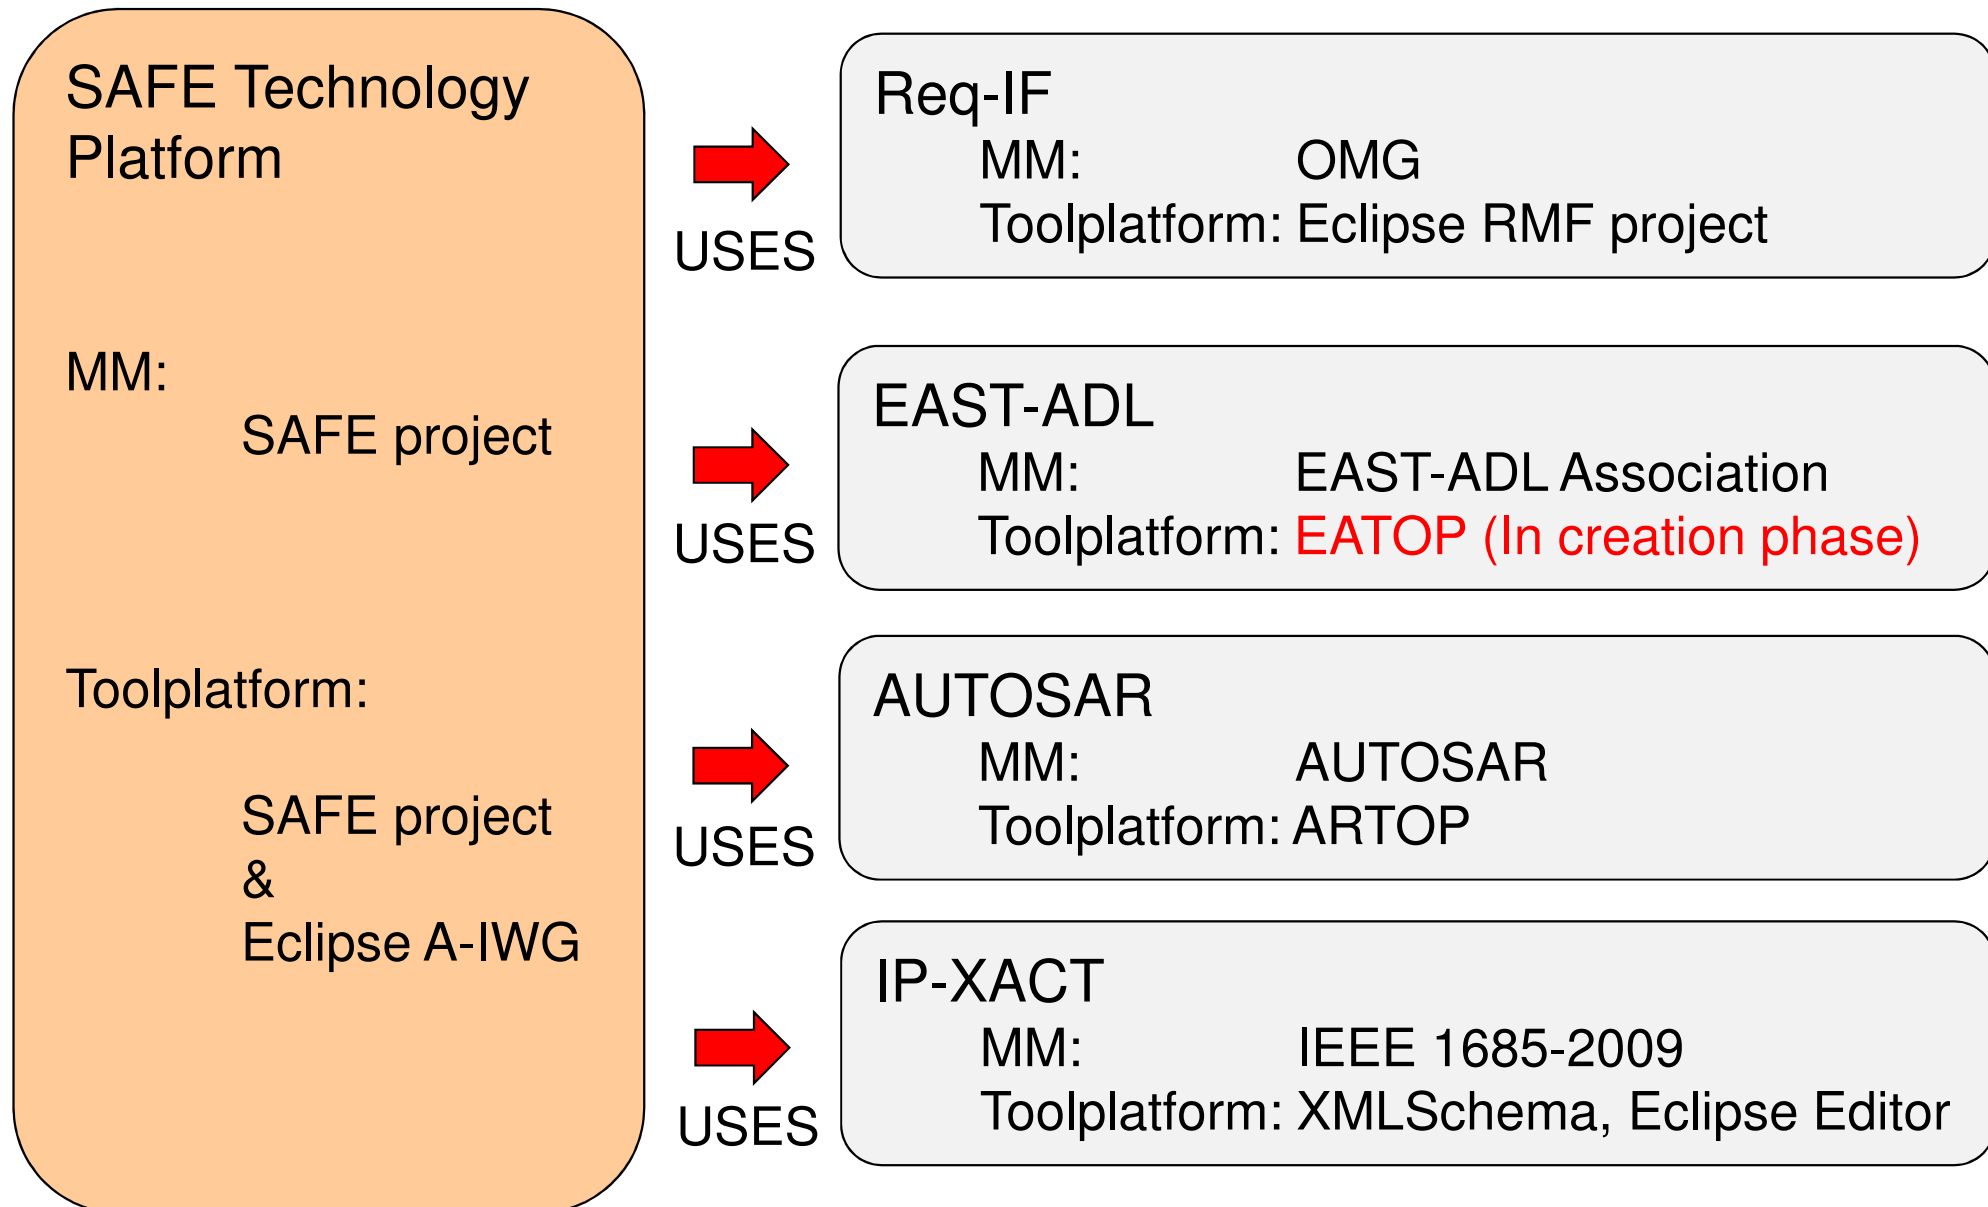 SAFE Technology
Platform
MM:
SAFE project
Toolplatform:
SAFE project
&
Eclipse A-IWG
USES
USES
USES
USES
Req-IF
MM: OMG
Toolplatform: Eclipse RMF project
EAST-ADL
MM: EAST-ADL Association
Toolplatform: EATOP (In creation phase)
AUTOSAR
MM: AUTOSAR
Toolplatform: ARTOP
IP-XACT
MM: IEEE 1685-2009
Toolplatform: XMLSchema, Eclipse Editor